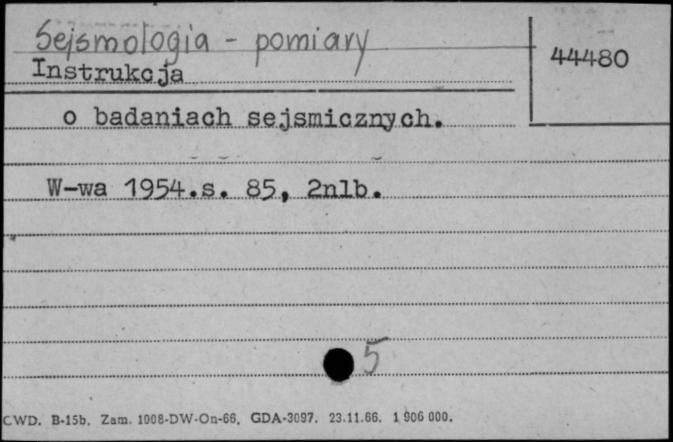 Sejsmologia - pomiary
44480
Instrukcja
o badaniach sejsmicznych.
W-wa 1954.s. 85, 2nlb.
5
CWD. B-15b. Zam. 1008-DW-On-66. GDA-3097. 23.11.66. 1 906 000.